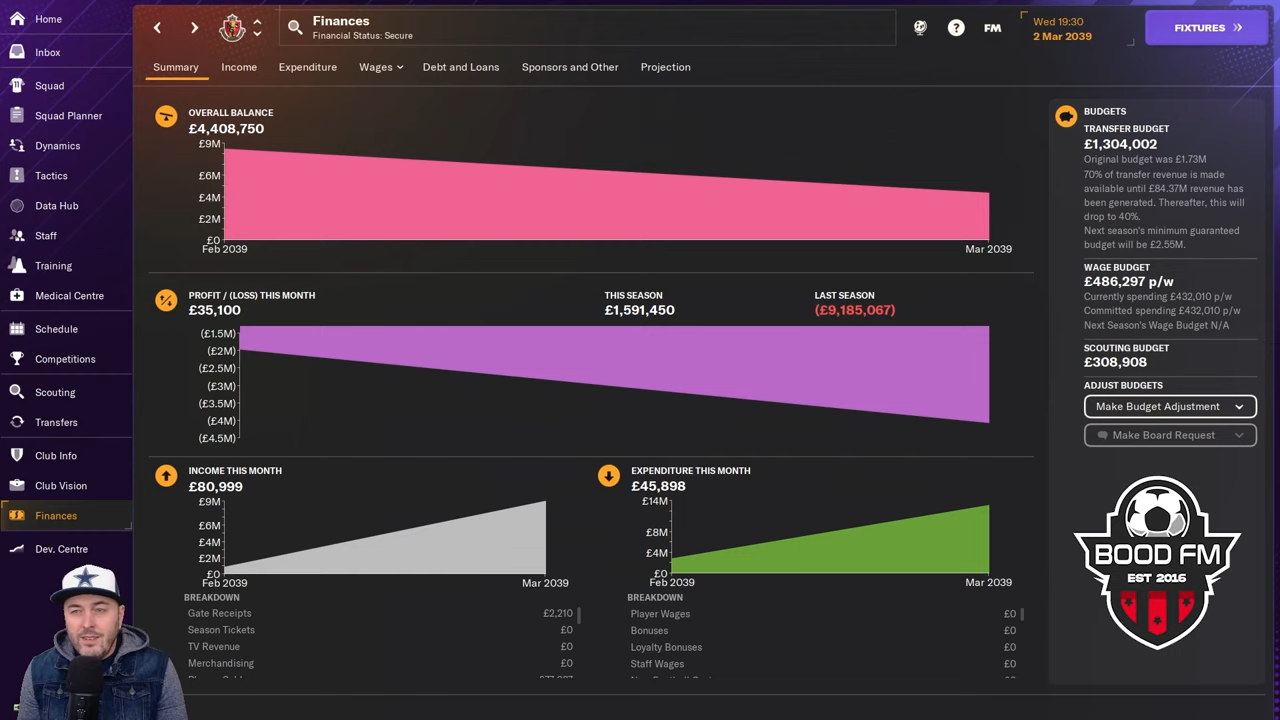 Home
Inbox
Squad
Squad Planner
Dynamics
Tactics
Data Hub
Staff
Training
Medical Centre
Schedule
Competitions
Scouting
Transfers
Club Info
Club Vision
Finances
Dev. Centre
Finances
Financial Status: Secure
?
FM
Wed 19:30
2 Mar 2039
FIXTURES
Summary
Income
Expenditure
Wages
Debt and Loans
Sponsors and Other
Projection
OVERALL BALANCE
£4,408,750
£9M
£6M
£4M
£2M
£0
Feb 2039
Mar 2039
PROFIT / (LOSS) THIS MONTH
£35,100
THIS SEASON
£1,591,450
LAST SEASON
(£9,185,067)
(£1.5M)
(£2M)
(£2.5M)
(£3M)
(£3.5M)
(£4M)
(£4.5M)
INCOME THIS MONTH
£80,999
£9M
£6M
£4M
£2M
£0
Feb 2039
Mar 2039
BREAKDOWN
Gate Receipts £2,210
Season Tickets £0
TV Revenue £0
Merchandising £0
EXPENDITURE THIS MONTH
£45,898
£14M
£8M
£4M
£0
Feb 2039
Mar 2039
BREAKDOWN
Player Wages £0
Bonuses £0
Loyalty Bonuses £0
Staff Wages £0
BUDGETS
TRANSFER BUDGET
£1,304,002
Original budget was £1.73M
70% of transfer revenue is made
available until £84.37M revenue has
been generated. Thereafter, this will
drop to 40%.
Next season's minimum guaranteed
budget will be £2.55M.
WAGE BUDGET
£486,297 p/w
Currently spending £432,010 p/w
Committed spending £432,010 p/w
Next Season's Wage Budget N/A
SCOUTING BUDGET
£308,908
ADJUST BUDGETS
Make Budget Adjustment
Make Board Request
BOOD FM
EST 2016